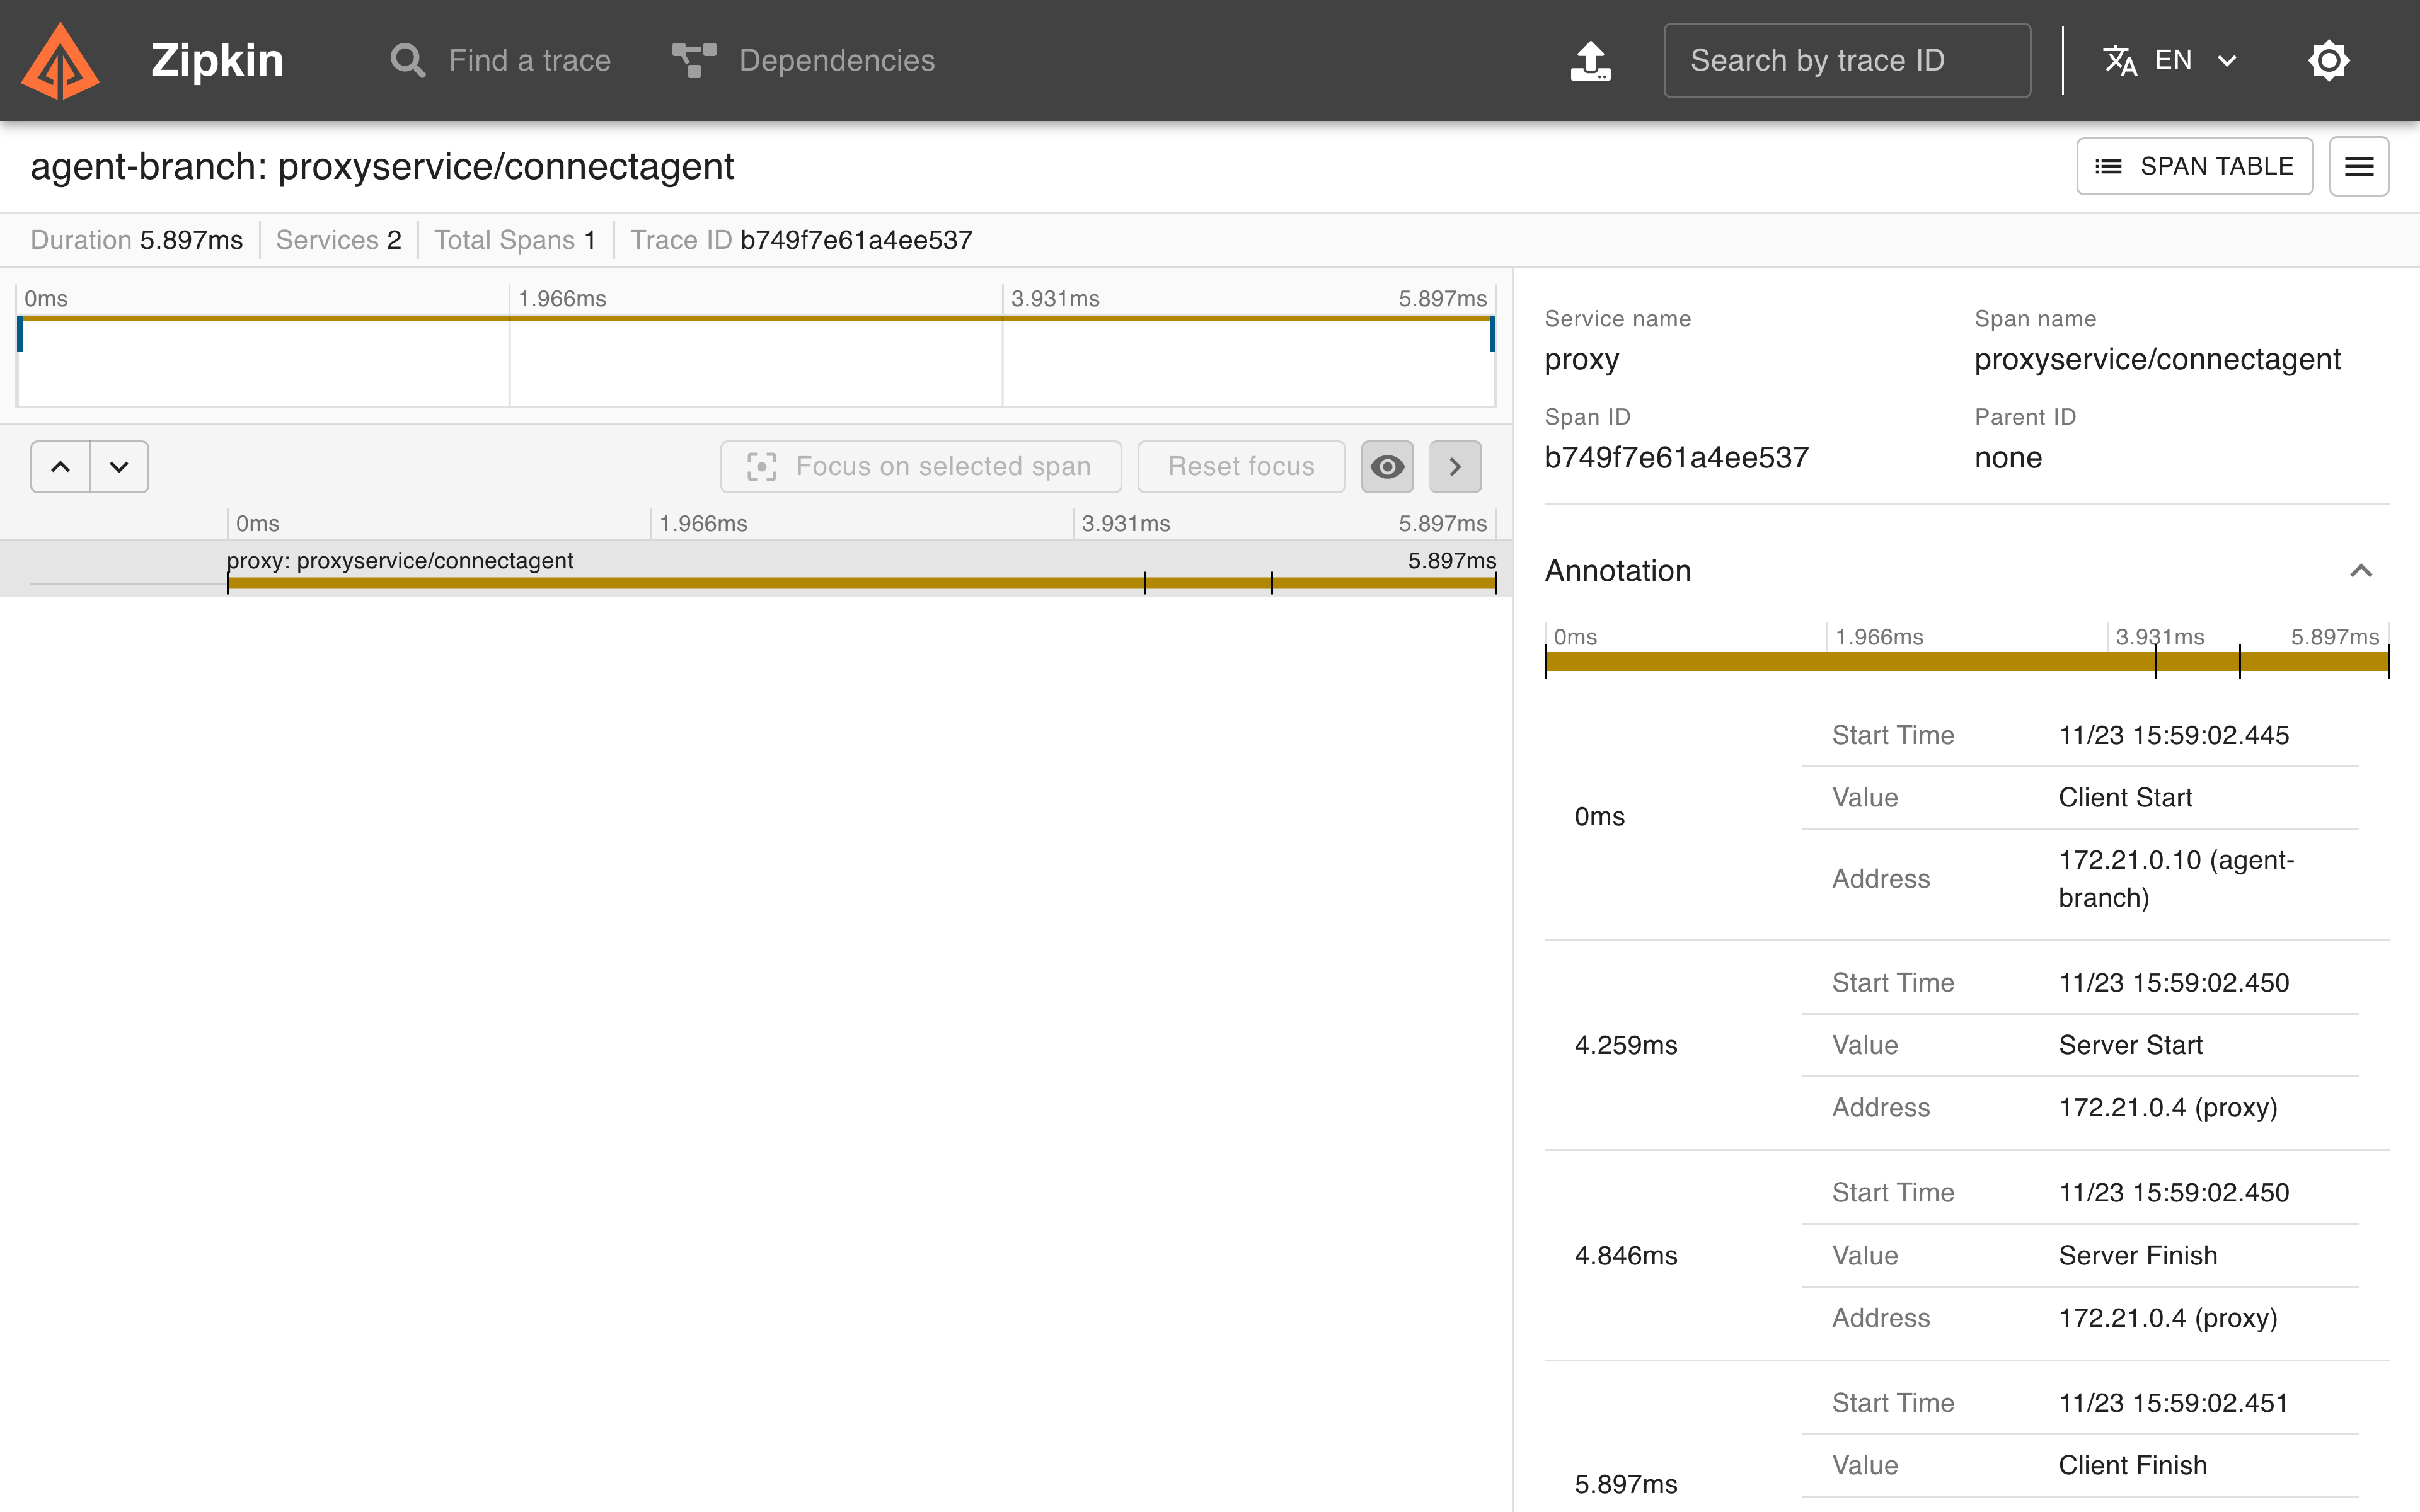 Zipkin
Find a trace
Dependencies
Search by trace ID
EN
agent-branch: proxyservice/connectagent
SPAN TABLE
Duration 5.897ms
Services 2
Total Spans 1
Trace ID b749f7e61a4ee537
0ms 1.966ms 3.931ms 5.897ms
Focus on selected span
Reset focus
0ms 1.966ms 3.931ms 5.897ms
proxy: proxyservice/connectagent 5.897ms
Service name
proxy
Span name
proxyservice/connectagent
Span ID
b749f7e61a4ee537
Parent ID
none
Annotation
0ms 1.966ms 3.931ms 5.897ms
0ms
Start Time 11/23 15:59:02.445
Value Client Start
Address 172.21.0.10 (agent-
branch)
4.259ms
Start Time 11/23 15:59:02.450
Value Server Start
Address 172.21.0.4 (proxy)
4.846ms
Start Time 11/23 15:59:02.450
Value Server Finish
Address 172.21.0.4 (proxy)
5.897ms
Start Time 11/23 15:59:02.451
Value Client Finish